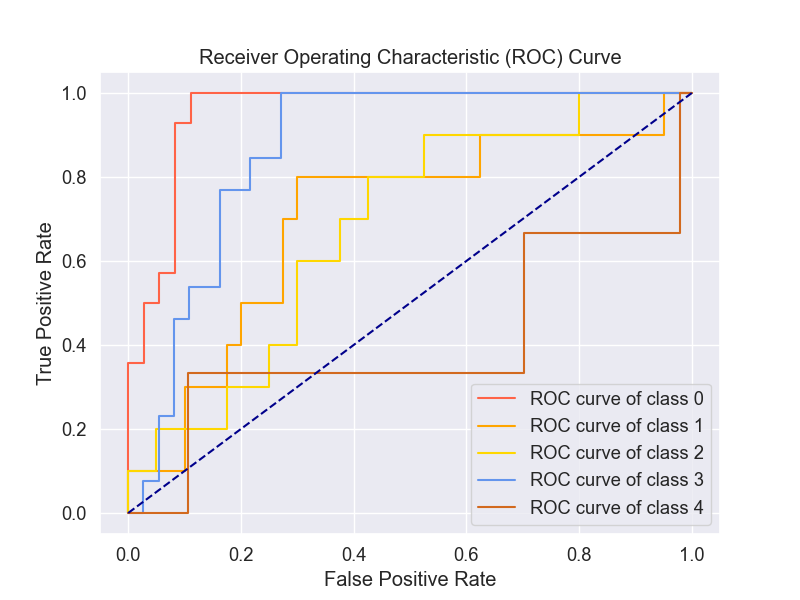 Receiver Operating Characteristic (ROC) Curve
True Positive Rate
1.0
0.8
0.6
0.4
0.2
0.0
ROC curve of class 0
ROC curve of class 1
ROC curve of class 2
ROC curve of class 3
ROC curve of class 4
0.0 0.2 0.4 0.6 0.8 1.0
False Positive Rate